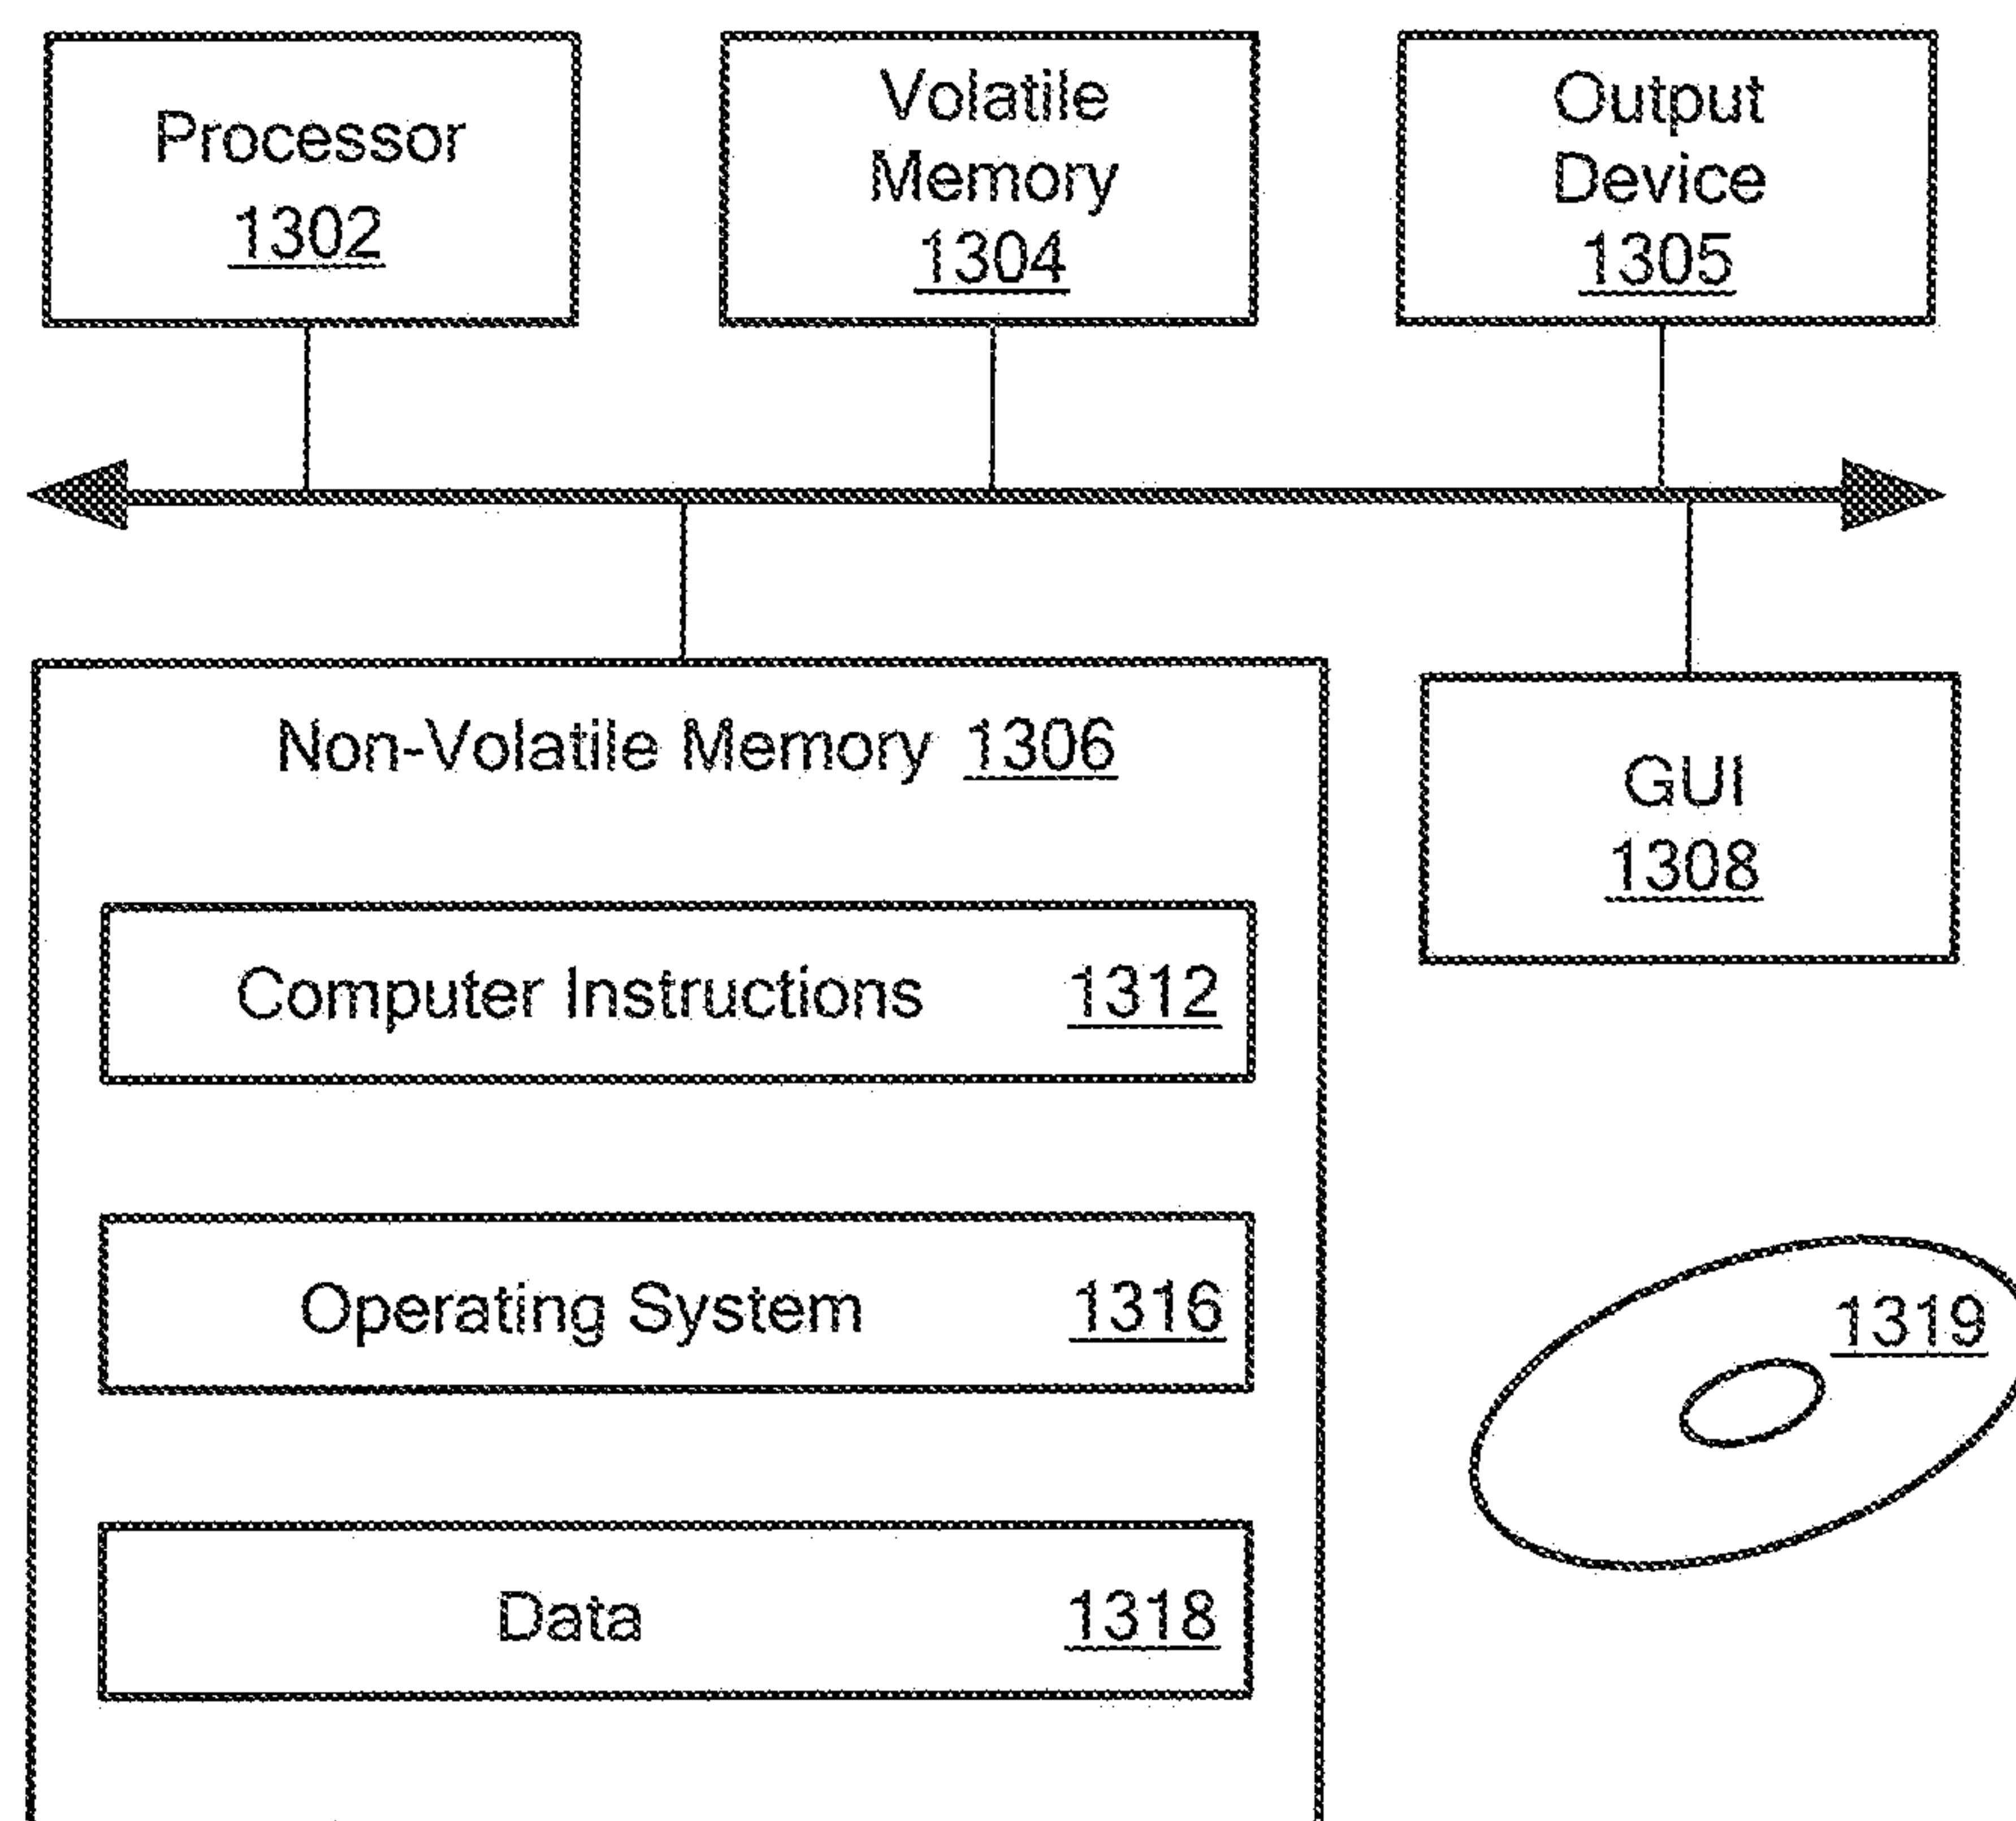 Processor
1302
Volatile
Memory
1304
Output
Device
1305
Non-Volatile Memory 1306
GUI
1308
Computer Instructions 1312
Operating System 1316
1319
Data 1318